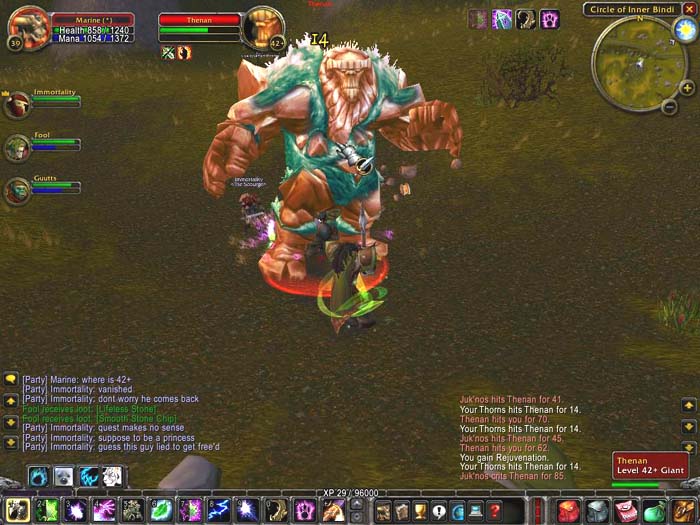 Thenan
Marine (*)
Health 858 / 1240
Mana 1054 / 1372
39
Thenan
42+
14
Circle of Inner Bindi
N
Immortality
Fool
Guutts
Immortality
<The Scourge>
[Party] Marine: where is 42+
[Party] Immortality: vanished
[Party] Immortality: dont worry he comes back
Fool receives loot: [Lifeless Stone]
Fool receives loot: [Smooth Stone Chip]
[Party] Immortality: quest makes no sense
[Party] Immortality: suppose to be a princess
[Party] Immortality: guess this guy lied to get free'd
Juk'nos hits Thenan for 41.
Your Thorns hits Thenan for 14.
Thenan hits you for 70.
Your Thorns hits Thenan for 14.
Juk'nos hits Thenan for 45.
Thenan hits you for 62.
You gain Rejuvenation.
Your Thorns hits Thenan for 14.
Juk'nos crits Thenan for 85.
Thenan
Level 42+ Giant
XP 29 / 96000